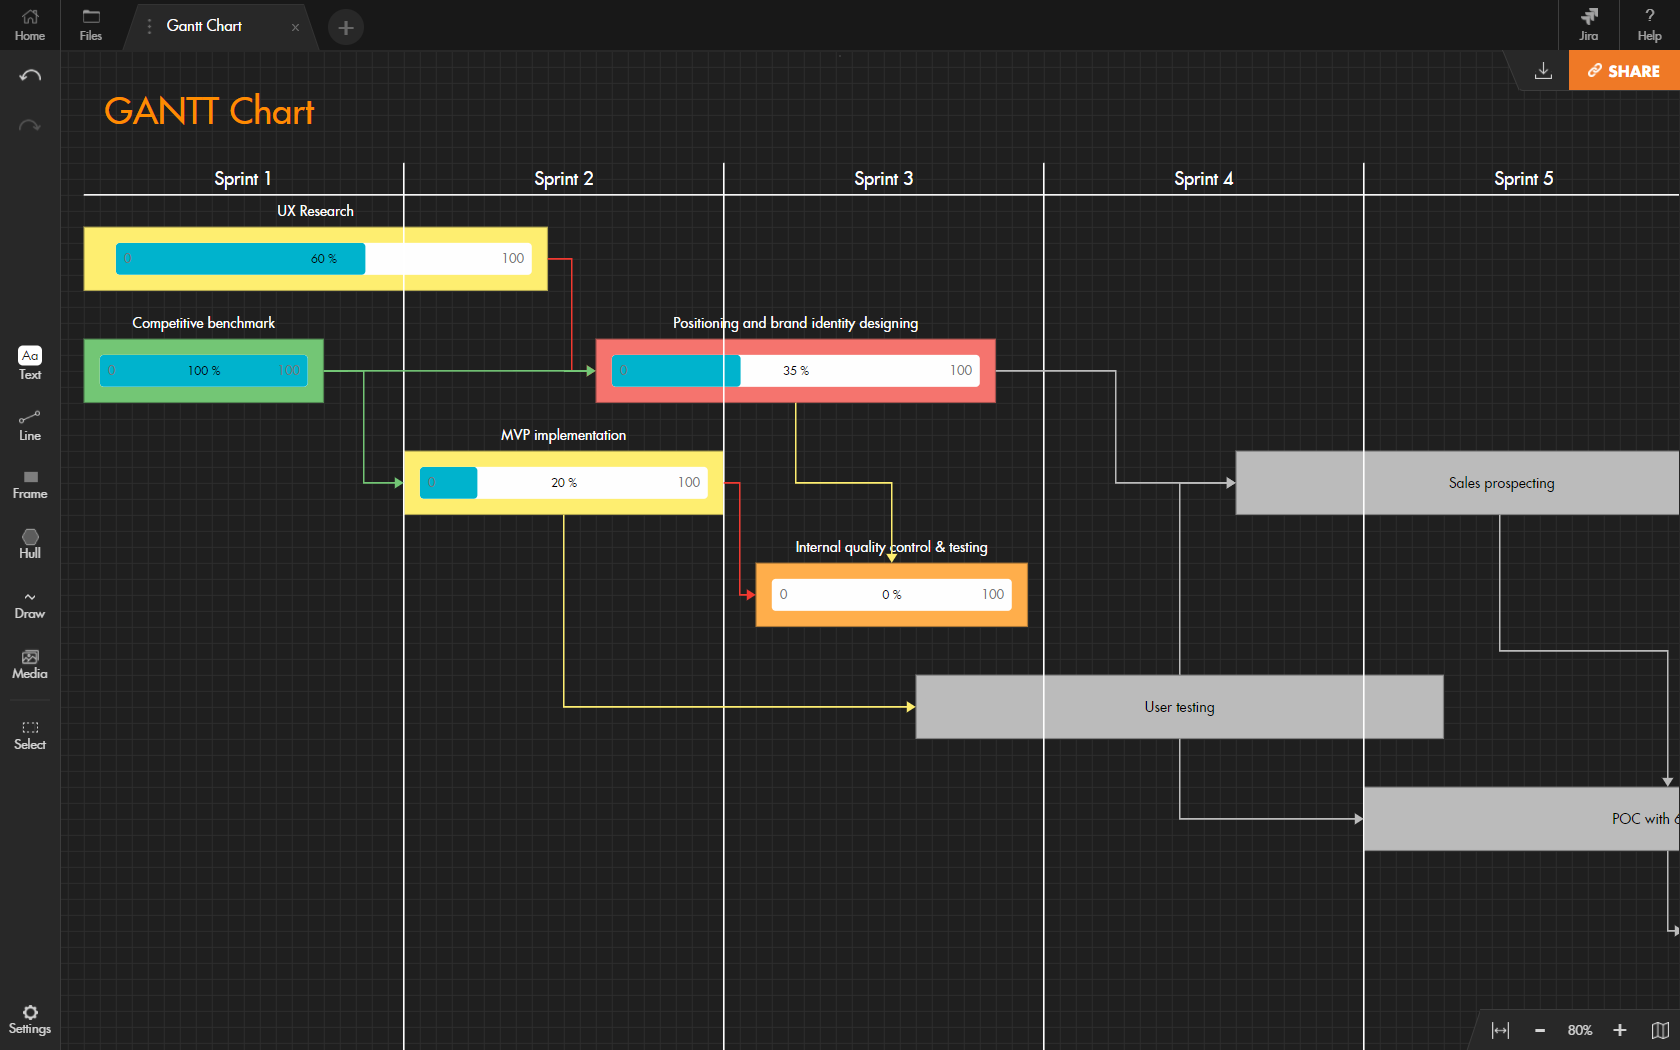 Home
Files
Gantt Chart
x
Jira
?
Help
SHARE
GANTT Chart
Sprint 1
Sprint 2
Sprint 3
Sprint 4
Sprint 5
UX Research
0 60 % 100
Competitive benchmark
0 100 % 100
Positioning and brand identity designing
0 35 % 100
MVP implementation
0 20 % 100
Sales prospecting
Internal quality control & testing
0 0 % 100
User testing
POC with
Aa
Text
Line
Frame
Hull
Draw
Media
Select
Settings
80%